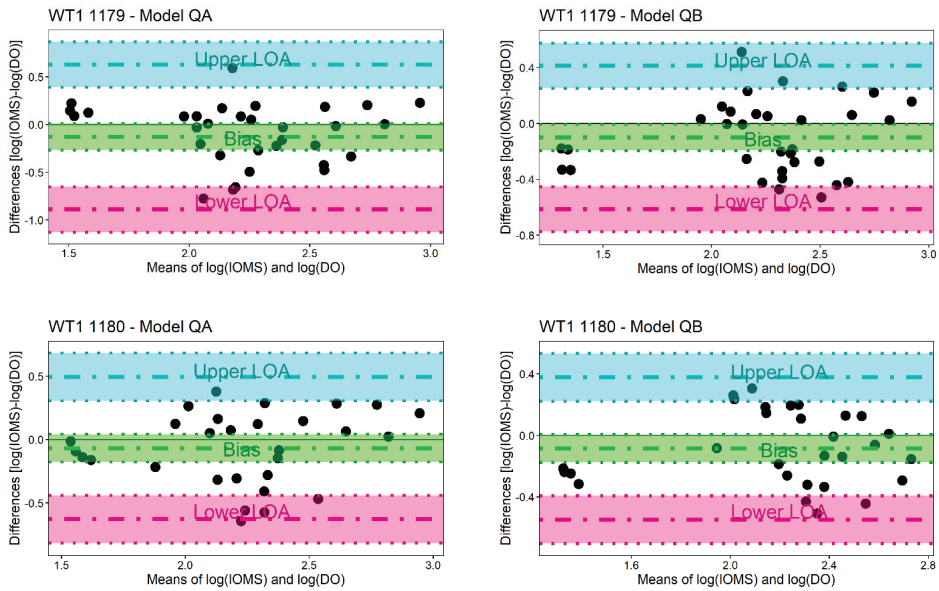 WT1 1179 - Model QA
Differences [log(IOMS)-log(DO)]
0.5
0.0
-0.5
-1.0
Upper LOA
Bias
Lower LOA
1.5 2.0 2.5 3.0
Means of log(IOMS) and log(DO)
WT1 1179 - Model QB
Differences [log(IOMS)-log(DO)]
0.4
0.0
-0.4
-0.8
Upper LOA
Bias
Lower LOA
1.5 2.0 2.5 3.0
Means of log(IOMS) and log(DO)
WT1 1180 - Model QA
Differences [log(IOMS)-log(DO)]
0.5
0.0
-0.5
Upper LOA
Bias
Lower LOA
1.5 2.0 2.5 3.0
Means of log(IOMS) and log(DO)
WT1 1180 - Model QB
Differences [log(IOMS)-log(DO)]
0.4
0.0
-0.4
Upper LOA
Bias
Lower LOA
1.6 2.0 2.4 2.8
Means of log(IOMS) and log(DO)